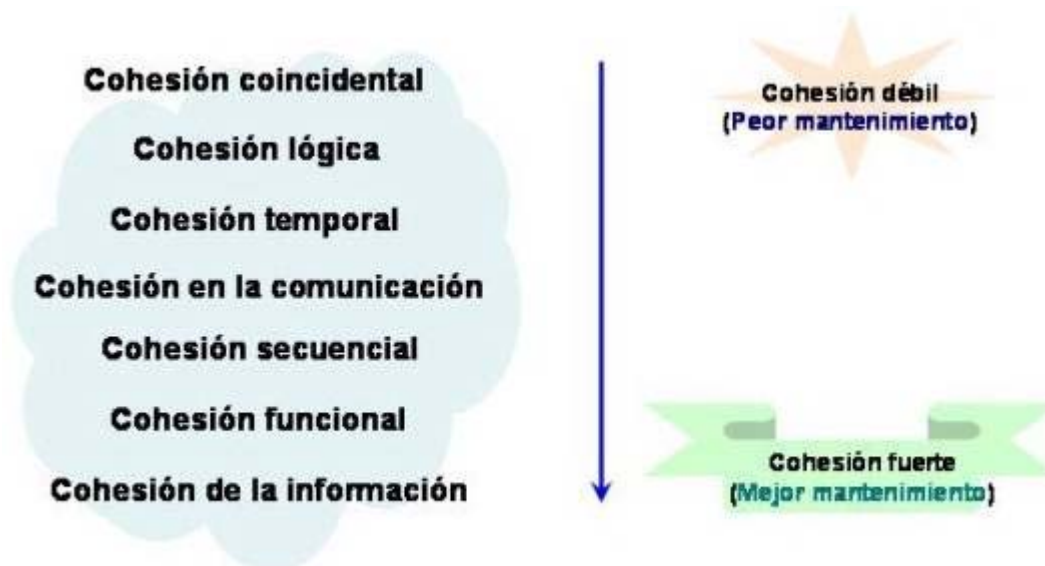 Cohesión coincidental
Cohesión lógica
Cohesión temporal
Cohesión en la comunicación
Cohesión secuencial
Cohesión funcional
Cohesión de la información
Cohesión débil
(Peor mantenimiento)
Cohesión fuerte
(Mejor mantenimiento)